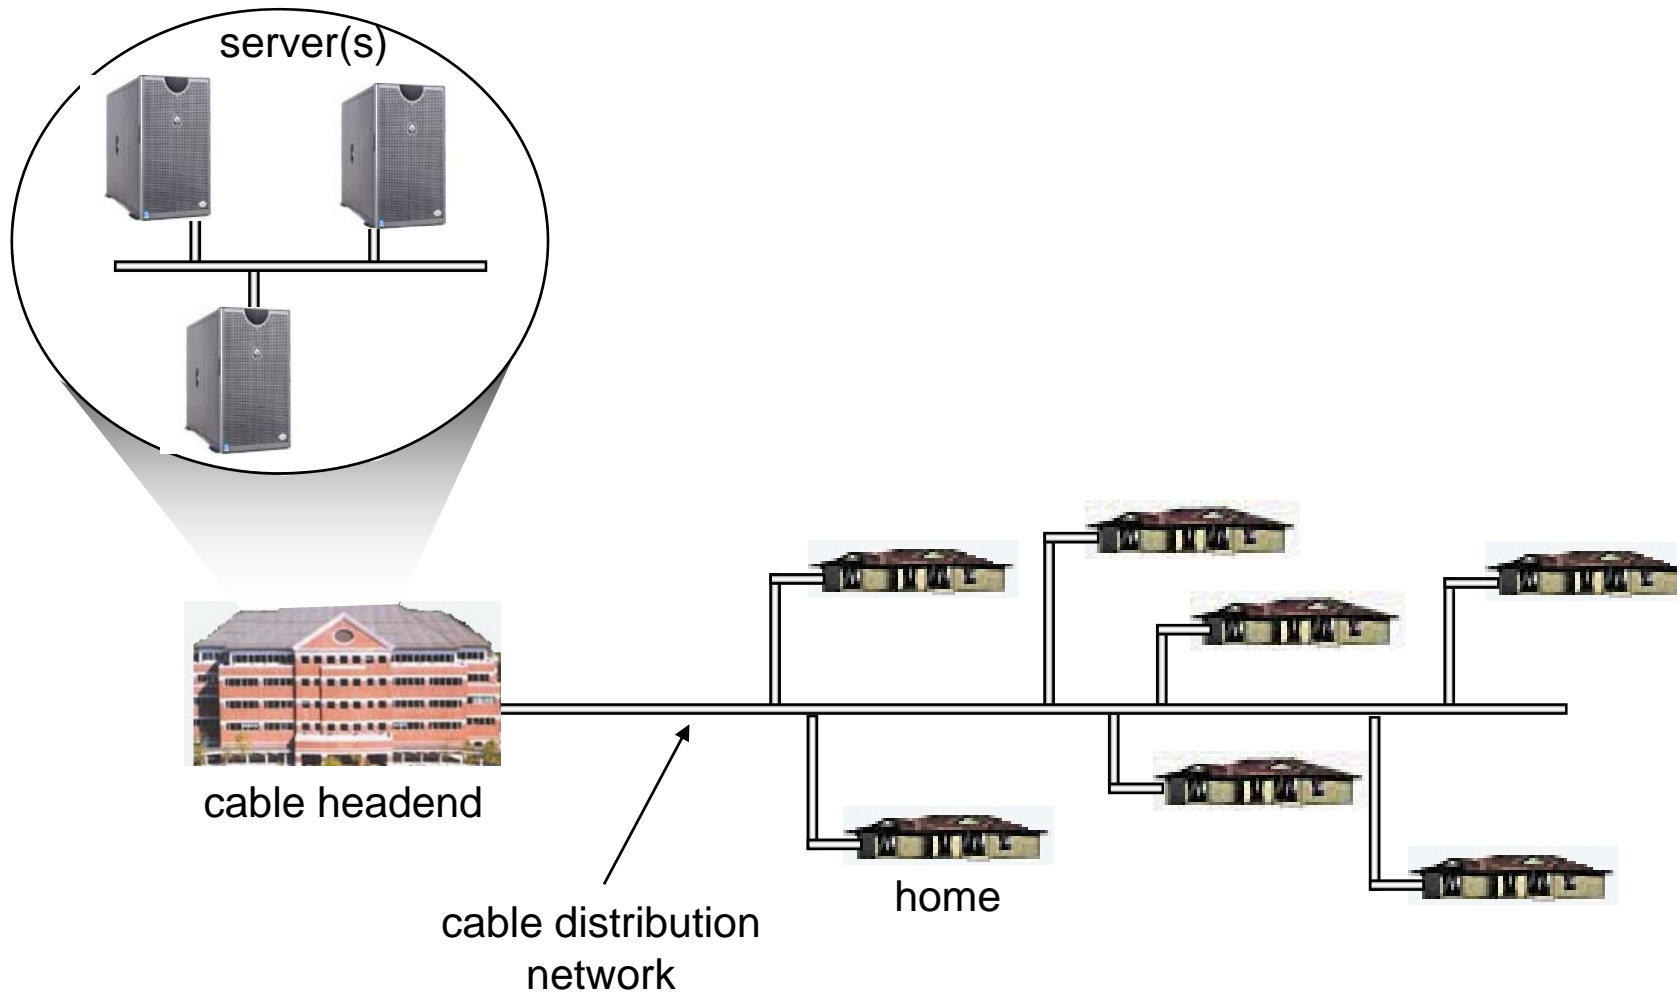 server(s)
cable headend
home
cable distribution
network